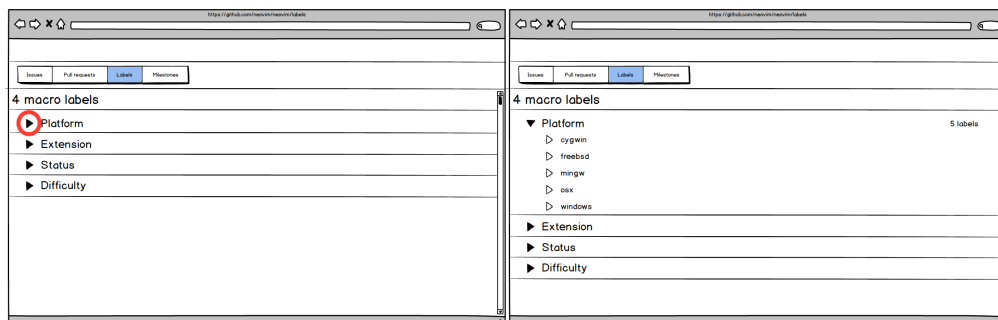 https://github.com/neovim/neovim/labels
Issues Pull requests Labels Milestones
4 macro labels
Platform
Extension
Status
Difficulty
https://github.com/neovim/neovim/labels
Issues Pull requests Labels Milestones
4 macro labels
Platform 5 labels
cygwin
freebsd
mingw
osx
windows
Extension
Status
Difficulty